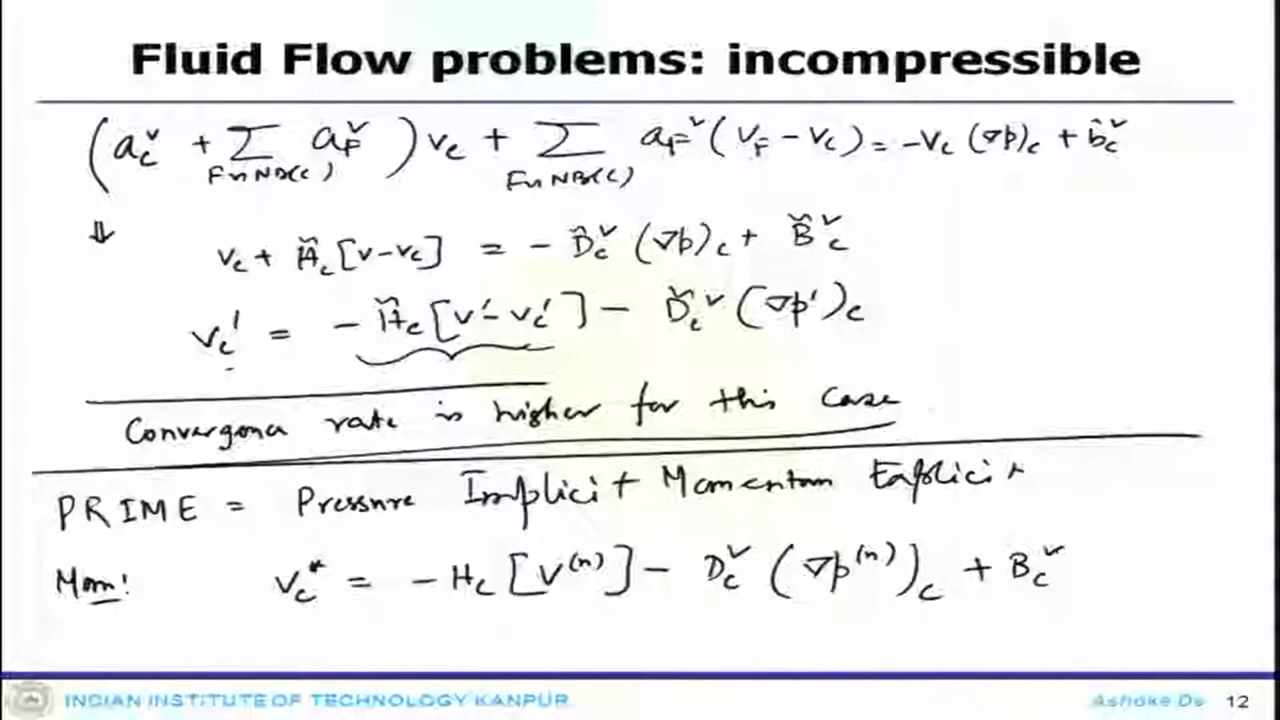 Fluid Flow problems: incompressible
(a_c^v + Σ_{F∼NB(C)} a_F^v) v_c + Σ_{F∼NB(C)} a_F^v (v_F − v_c) = −V_c (∇p)_c + b̂_c^v
⇓ v_c + H̃_c [v − v_c] = − D̃_c^v (∇p)_c + B̃_c^v
v_c' = − H̃_c [v' − v_c'] − D̃_c^v (∇p')_c
Convergence rate is higher for this case
PRIME = Pressure Implicit Momentum Explicit
Mom: v_c^* = − H_c [v^(n)] − D_c^v (∇p^(n))_c + B_c^v
INDIAN INSTITUTE OF TECHNOLOGY KANPUR
Ashoke De 12